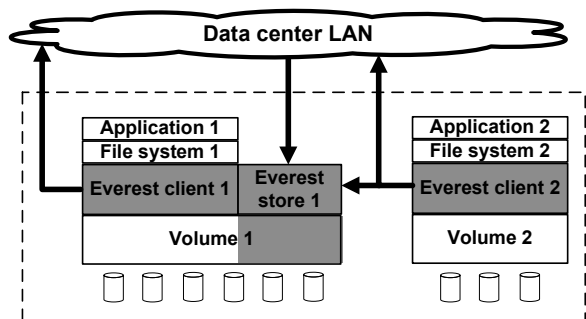 Data center LAN
Application 1
File system 1
Everest client 1
Everest store 1
Volume 1
Application 2
File system 2
Everest client 2
Volume 2